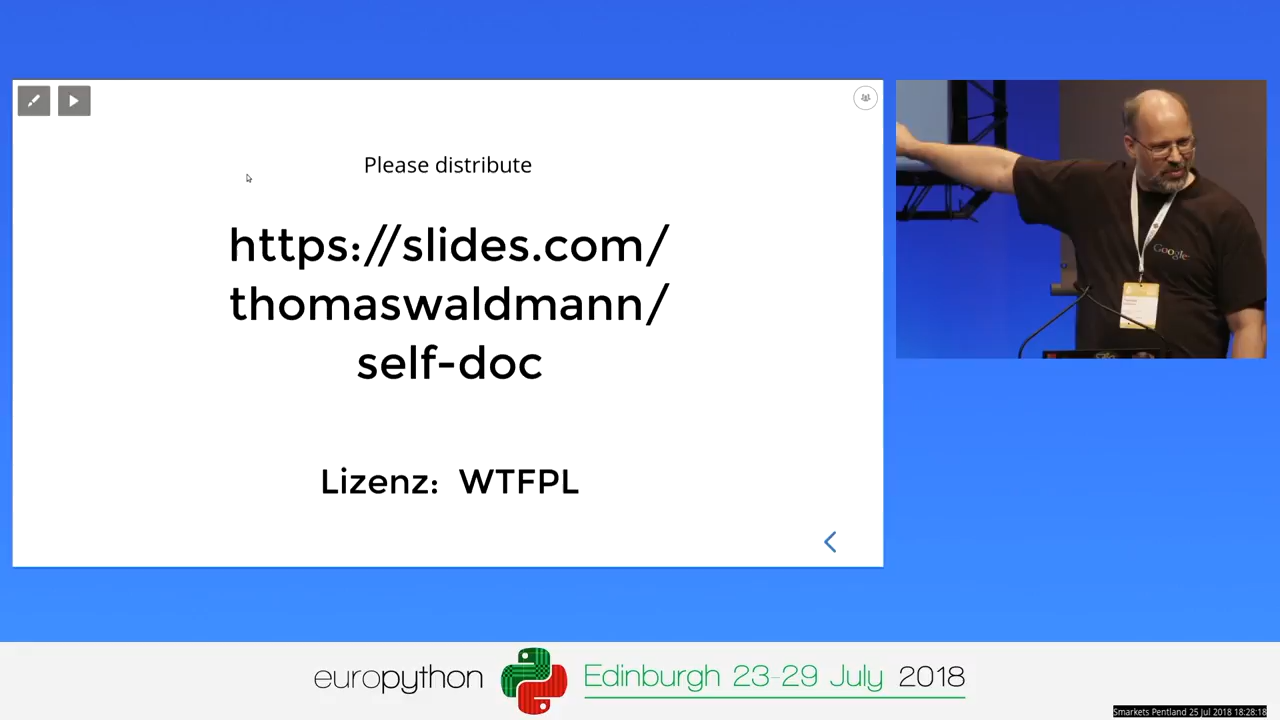 Please distribute
https://slides.com/
thomaswaldmann/
self-doc
Lizenz: WTFPL
Google
europython
Edinburgh 23-29 July 2018
Smarkets Pentland 25 Jul 2018 18:28:18